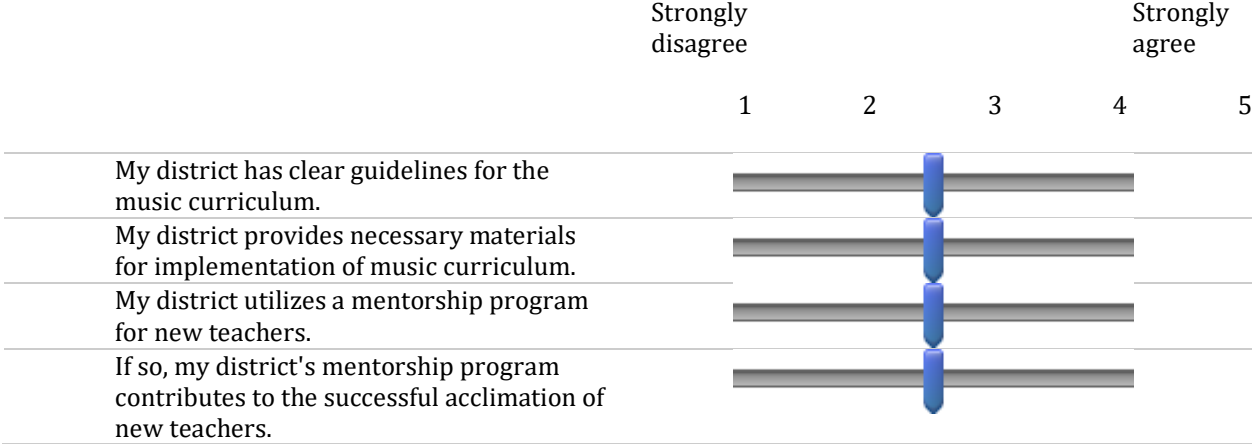 Strongly disagree
Strongly agree
1 2 3 4 5
My district has clear guidelines for the
music curriculum.
My district provides necessary materials
for implementation of music curriculum.
My district utilizes a mentorship program
for new teachers.
If so, my district's mentorship program
contributes to the successful acclimation of
new teachers.